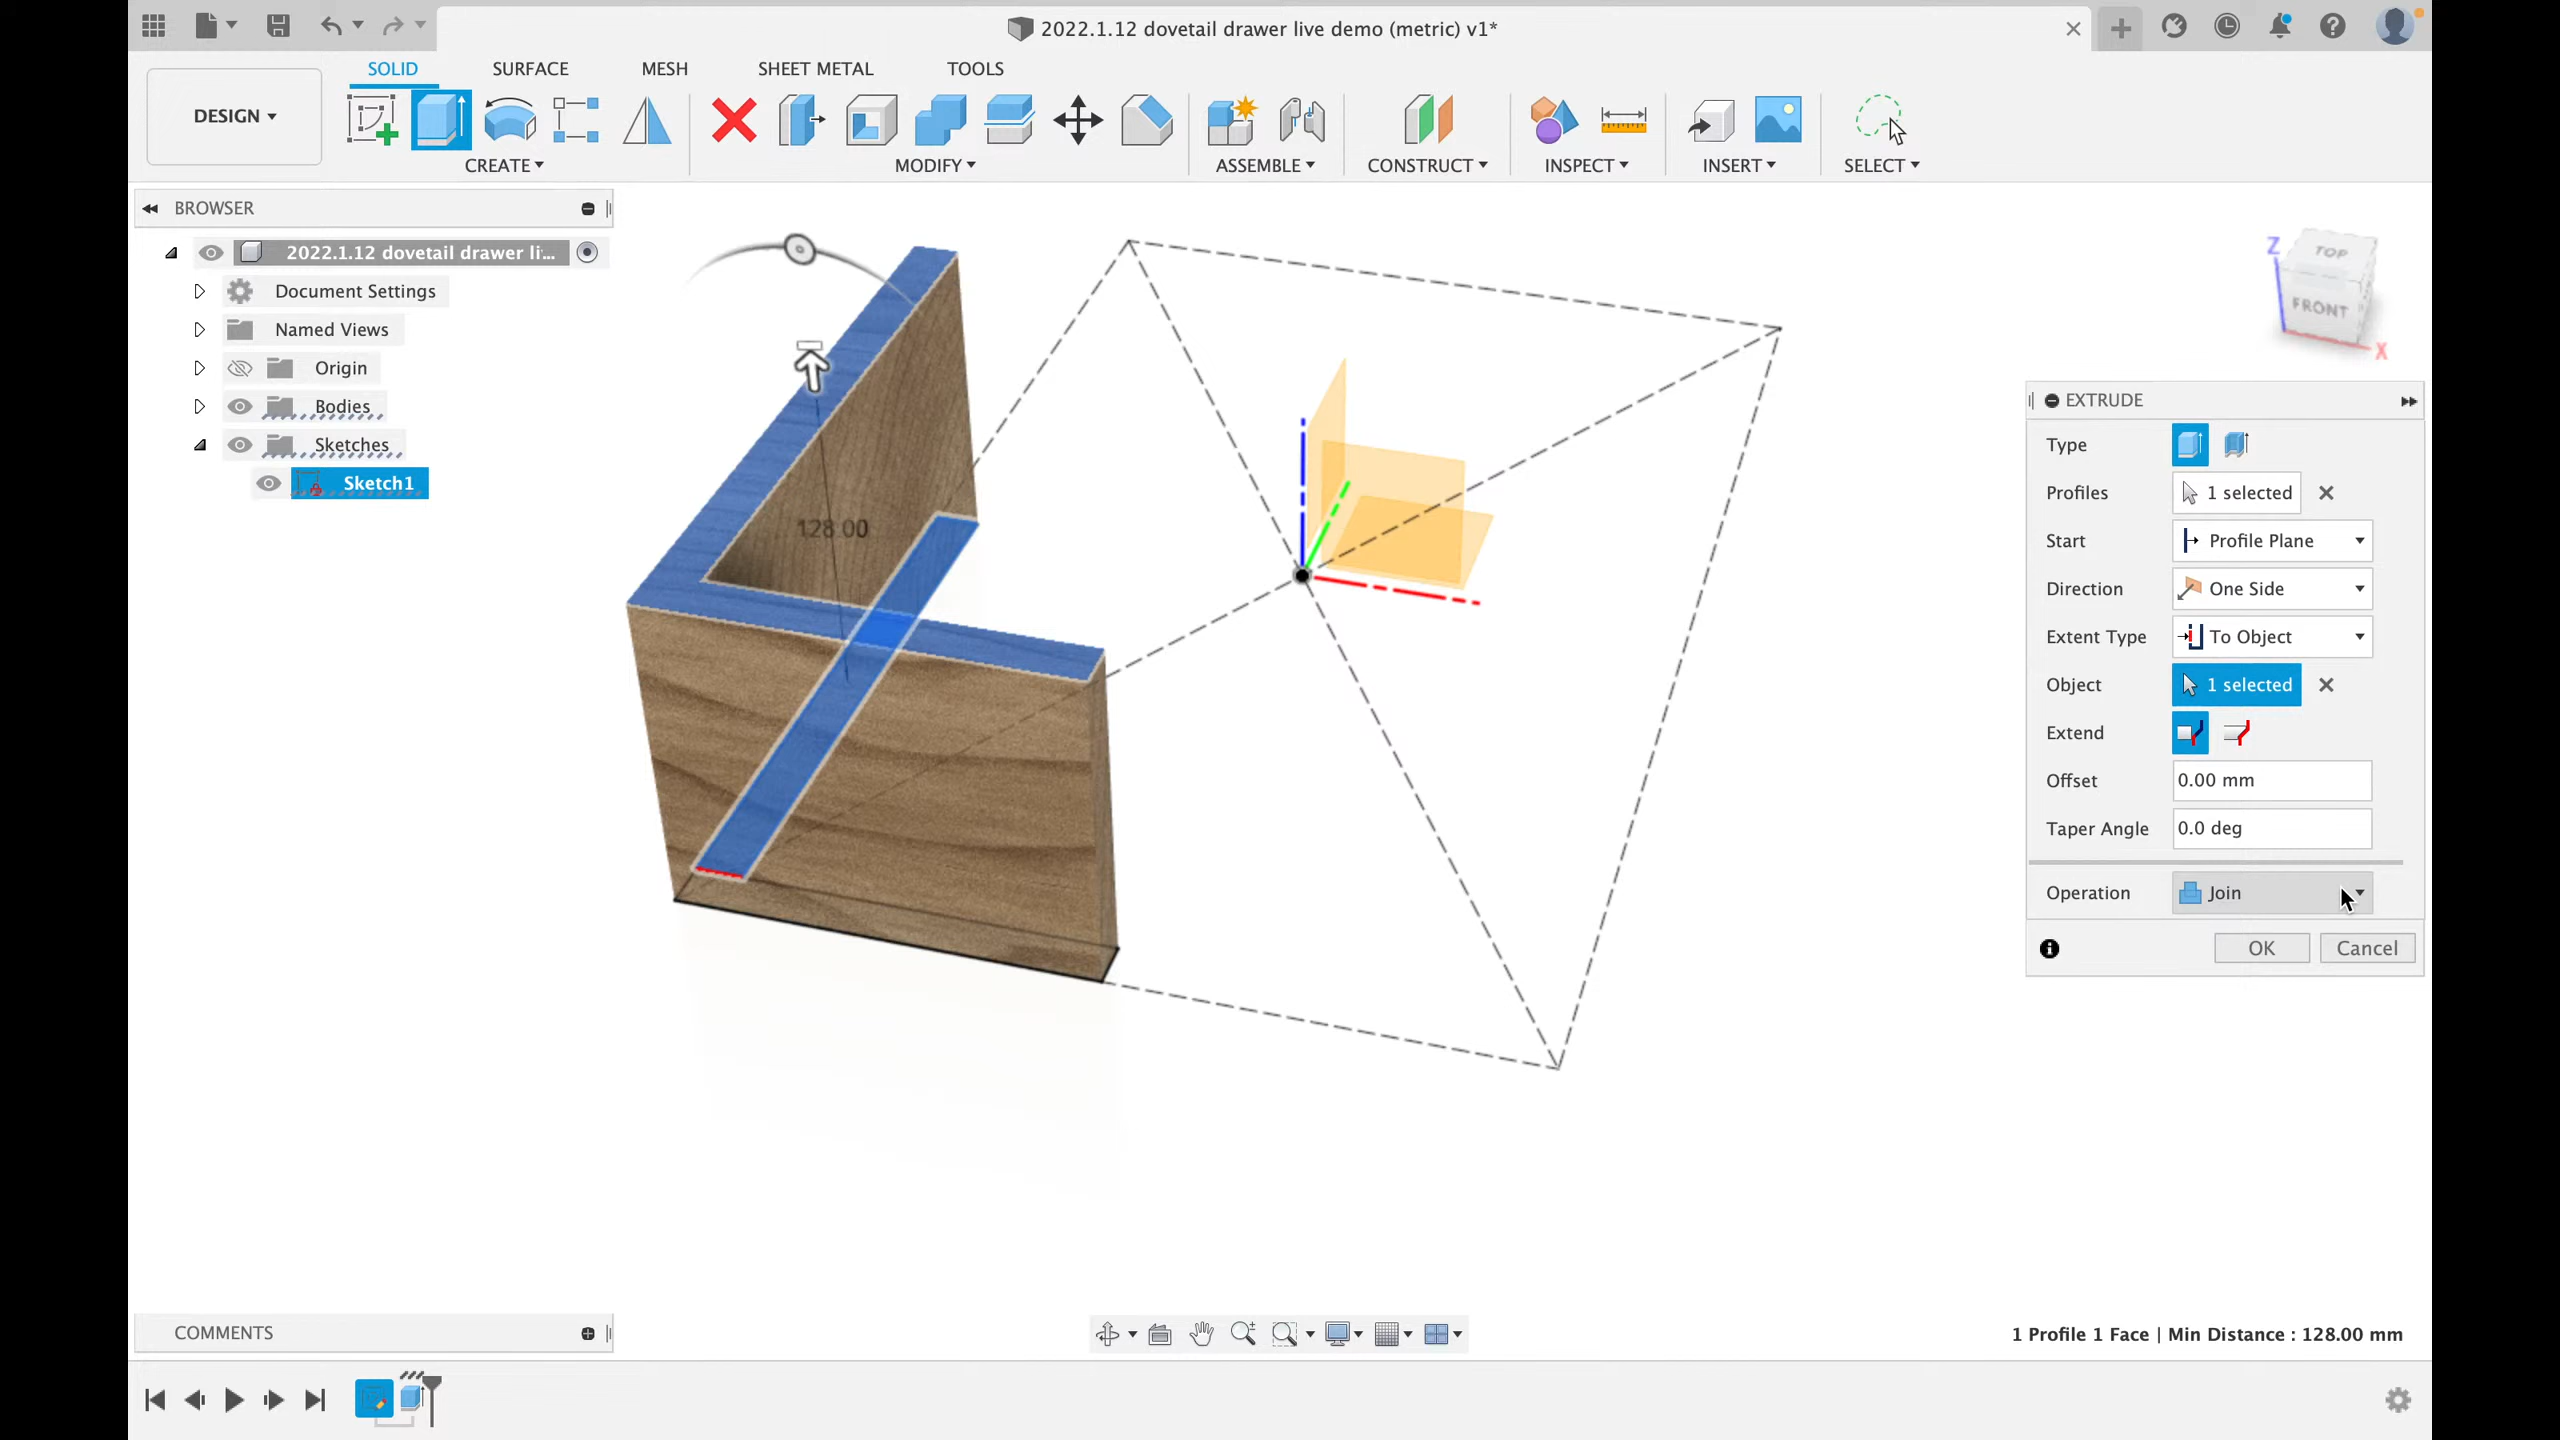 2022.1.12 dovetail drawer live demo (metric) v1*
DESIGN
SOLID
SURFACE
MESH
SHEET METAL
TOOLS
CREATE
MODIFY
ASSEMBLE
CONSTRUCT
INSPECT
INSERT
SELECT
BROWSER
2022.1.12 dovetail drawer li...
Document Settings
Named Views
Origin
Bodies
Sketches
Sketch1
128.00
Z
TOP
FRONT
X
EXTRUDE
Type
Profiles 1 selected
Start Profile Plane
Direction One Side
Extent Type To Object
Object 1 selected
Extend
Offset 0.00 mm
Taper Angle 0.0 deg
Operation Join
OK Cancel
COMMENTS
1 Profile 1 Face | Min Distance : 128.00 mm